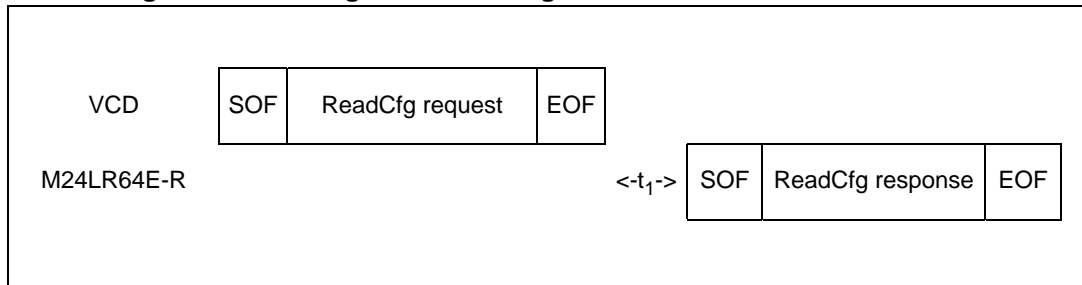 VCD SOF ReadCfg request EOF
M24LR64E-R <-t1-> SOF ReadCfg response EOF